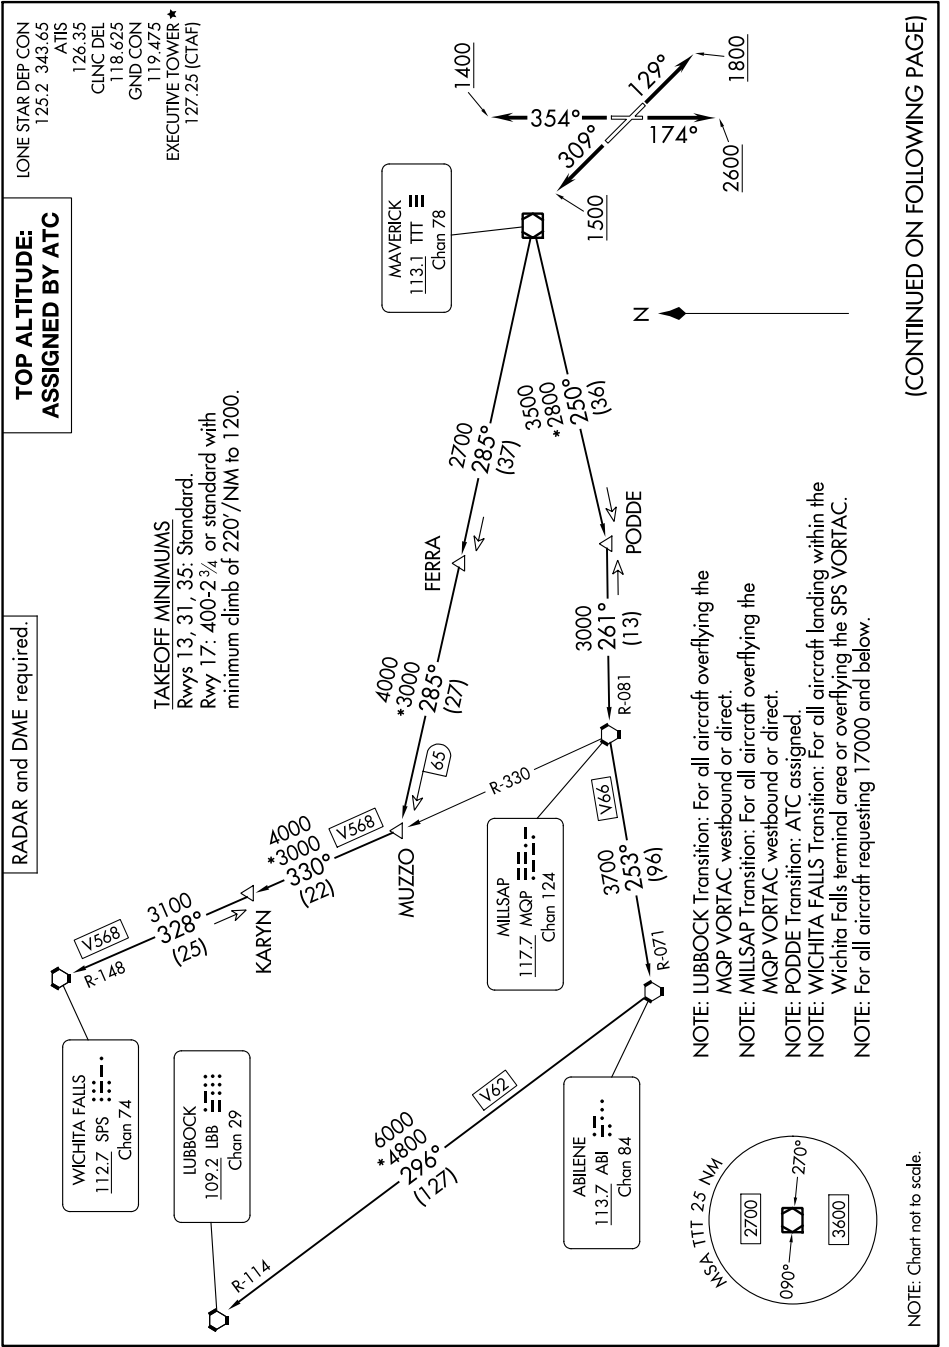 LONE STAR DEP CON
125.2 343.65
ATIS
126.35
CLNC DEL
118.625
GND CON
119.475
EXECUTIVE TOWER★
127.25 (CTAF)
TOP ALTITUDE:
ASSIGNED BY ATC
RADAR and DME required.
TAKEOFF MINIMUMS
Rwys 13, 31, 35: Standard.
Rwy 17: 400-2¾ or standard with
minimum climb of 220'/NM to 1200.
WICHITA FALLS
112.7 SPS
Chan 74
LUBBOCK
109.2 LBB
Chan 29
V568
R-148
3100
328°
(25)
KARYN
4000
*3000
330°
(22)
V568
MUZZO
65
4000
*3000
285°
(27)
FERRA
2700
285°
(37)
MAVERICK
113.1 TTT
Chan 78
1400
354°
129°
1800
309°
174°
1500
2600
N
3500
*2800
250°
(36)
PODDE
3000
261°
(13)
R-081
R-330
MILLSAP
117.7 MQP
Chan 124
V66
3700
253°
(96)
R-071
ABILENE
113.7 ABI
Chan 84
V62
6000
*4800
296°
(127)
R-114
MSA TTT 25 NM
2700
090°
270°
3600
NOTE: LUBBOCK Transition: For all aircraft overflying the
MQP VORTAC westbound or direct.
NOTE: MILLSAP Transition: For all aircraft overflying the
MQP VORTAC westbound or direct.
NOTE: PODDE Transition: ATC assigned.
NOTE: WICHITA FALLS Transition: For all aircraft landing within the
Wichita Falls terminal area or overflying the SPS VORTAC.
NOTE: For all aircraft requesting 17000 and below.
NOTE: Chart not to scale.
(CONTINUED ON FOLLOWING PAGE)